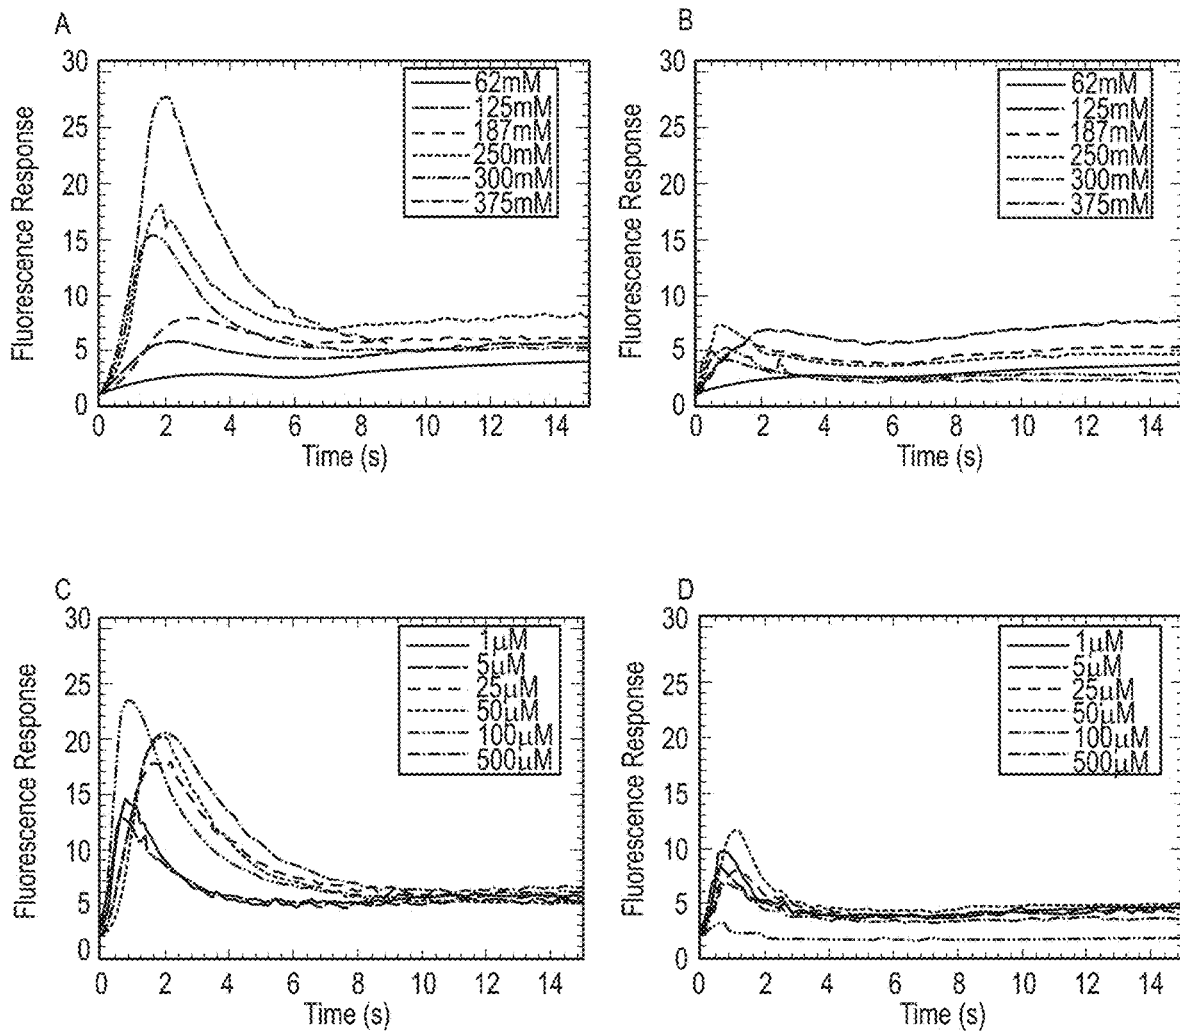 A
Fluorescence Response
30
25
20
15
10
5
0
62mM
125mM
187mM
250mM
300mM
375mM
0 2 4 6 8 10 12 14
Time (s)
B
Fluorescence Response
30
25
20
15
10
5
0
62mM
125mM
187mM
250mM
300mM
375mM
0 2 4 6 8 10 12 14
Time (s)
C
Fluorescence Response
30
25
20
15
10
5
0
1µM
5µM
25µM
50µM
100µM
500µM
0 2 4 6 8 10 12 14
Time (s)
D
Fluorescence Response
30
25
20
15
10
5
0
1µM
5µM
25µM
50µM
100µM
500µM
0 2 4 6 8 10 12 14
Time (s)